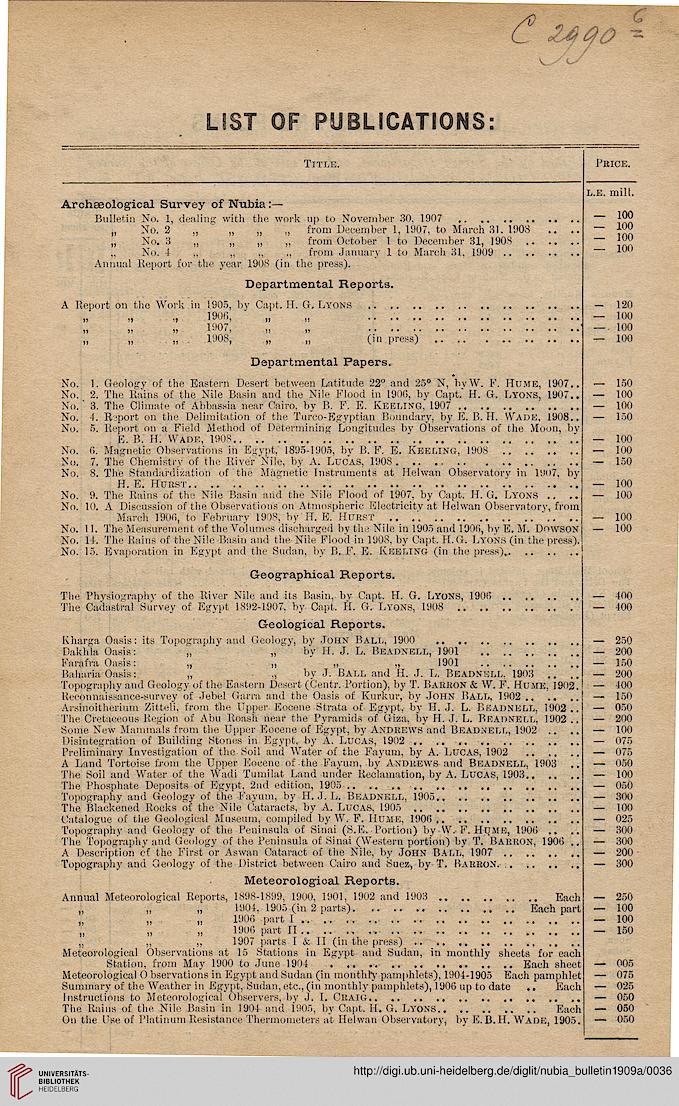 C 2990 6
LIST OF PUBLICATIONS:
TITLE. PRICE.
L.E. mill.
Archæological Survey of Nubia:—
Bulletin No. 1, dealing with the work up to November 30, 1907 .. .. .. .. .. .. .. — 100
„ No. 2 „ „ „ „ from December 1, 1907, to March 31, 1908 .. .. — 100
„ No. 3 „ „ „ „ from October 1 to December 31, 1908 .. .. .. — 100
„ No. 4 „ „ „ „ from January 1 to March 31, 1909 .. .. .. .. — 100
Annual Report for the year 1908 (in the press).
Departmental Reports.
A Report on the Work in 1905, by Capt. H. G. LYONS .. .. .. .. .. .. .. .. .. .. — 120
„ „ „ 1906, „ „ .. .. .. .. .. .. .. .. .. .. — 100
„ „ „ 1907, „ „ .. .. .. .. .. .. .. .. .. .. — 100
„ „ „ 1908, „ „ (in press) .. .. .. .. .. .. .. — 100
Departmental Papers.
No. 1. Geology of the Eastern Desert between Latitude 22° and 25° N, by W. F. HUME, 1907.. — 150
No. 2. The Rains of the Nile Basin and the Nile Flood in 1906, by Capt. H. G. LYONS, 1907.. — 100
No. 3. The Climate of Abbassia near Cairo, by B. F. E. KEELING, 1907 .. .. .. .. .. .. — 100
No. 4. Report on the Delimitation of the Turco-Egyptian Boundary, by E. B. H. WADE, 1908.. — 150
No. 5. Report on a Field Method of Determining Longitudes by Observations of the Moon, by
E. B. H. WADE, 1908.. .. .. .. .. .. .. .. .. .. .. .. .. .. .. .. — 100
No. 6. Magnetic Observations in Egypt, 1895-1905, by B. F. E. KEELING, 1908 .. .. .. .. — 100
No. 7. The Chemistry of the River Nile, by A. LUCAS, 1908 .. .. .. .. .. .. .. .. .. — 150
No. 8. The Standardization of the Magnetic Instruments at Helwan Observatory in 1907, by
H. E. HURST.. .. .. .. .. .. .. .. .. .. .. .. .. .. .. .. .. .. — 100
No. 9. The Rains of the Nile Basin and the Nile Flood of 1907, by Capt. H. G. LYONS .. .. — 100
No. 10. A Discussion of the Observations on Atmospheric Electricity at Helwan Observatory, from
March 1906, to February 1908, by H. E. HURST .. .. .. .. .. .. .. .. .. — 100
No. 11. The Measurement of the Volumes discharged by the Nile in 1905 and 1906, by E. M. DOWSON — 100
No. 14. The Rains of the Nile Basin and the Nile Flood in 1908, by Capt. H. G. LYONS (in the press).
No. 15. Evaporation in Egypt and the Sudan, by B. F. E. KEELING (in the press).. .. .. ..
Geographical Reports.
The Physiography of the River Nile and its Basin, by Capt. H. G. LYONS, 1906 .. .. .. .. — 400
The Cadastral Survey of Egypt 1892-1907, by Capt. H. G. LYONS, 1908 .. .. .. .. .. .. — 400
Geological Reports.
Kharga Oasis: its Topography and Geology, by JOHN BALL, 1900 .. .. .. .. .. .. .. — 250
Dakhla Oasis: „ „ by H. J. L. BEADNELL, 1901 .. .. .. .. .. — 200
Farafra Oasis: „ „ „ „ 1901 .. .. .. .. .. — 150
Baharia Oasis: „ „ by J. BALL and H. J. L. BEADNELL, 1903 .. .. — 200
Topography and Geology of the Eastern Desert (Centr. Portion), by T. BARRON & W. F. HUME, 1902. — 400
Reconnaissance-survey of Jebel Garra and the Oasis of Kurkur, by JOHN BALL, 1902 .. .. .. — 150
Arsinoitherium Zitteli, from the Upper Eocene Strata of Egypt, by H. J. L. BEADNELL, 1902 .. — 050
The Cretaceous Region of Abu Roash near the Pyramids of Giza, by H. J. L. BEADNELL, 1902 .. — 200
Some New Mammals from the Upper Eocene of Egypt, by ANDREWS and BEADNELL, 1902 .. .. — 100
Disintegration of Building Stones in Egypt, by A. LUCAS, 1902 .. .. .. .. .. .. .. .. — 075
Preliminary Investigation of the Soil and Water of the Fayum, by A. LUCAS, 1902 .. .. .. — 075
A Land Tortoise from the Upper Eocene of the Fayum, by ANDREWS and BEADNELL, 1903 .. — 050
The Soil and Water of the Wadi Tumilat Land under Reclamation, by A. LUCAS, 1903.. .. .. — 100
The Phosphate Deposits of Egypt, 2nd edition, 1905 .. .. .. .. .. .. .. .. .. .. — 050
Topography and Geology of the Fayum, by H. J. L. BEADNELL, 1905.. .. .. .. .. .. .. — 300
The Blackened Rocks of the Nile Cataracts, by A. LUCAS, 1905 .. .. .. .. .. .. .. .. — 100
Catalogue of the Geological Museum, compiled by W. F. HUME, 1906 .. .. .. .. .. .. .. — 025
Topography and Geology of the Peninsula of Sinai (S.E. Portion) by W. F. HUME, 1906 .. .. — 300
The Topography and Geology of the Peninsula of Sinai (Western portion) by T. BARRON, 1906 .. — 300
A Description of the First or Aswan Cataract of the Nile, by JOHN BALL, 1907 .. .. .. .. — 200
Topography and Geology of the District between Cairo and Suez, by T. BARRON. .. .. .. .. — 300
Meteorological Reports.
Annual Meteorological Reports, 1898-1899, 1900, 1901, 1902 and 1903 .. .. .. .. .. Each — 250
„ „ „ 1904, 1905 (in 2 parts). .. .. .. .. .. .. .. Each part — 100
„ „ „ 1906 part I .. .. .. .. .. .. .. .. .. .. .. — 100
„ „ „ 1906 part II .. .. .. .. .. .. .. .. .. .. .. — 150
„ „ „ 1907 parts I & II (in the press) .. .. .. .. .. .. ..
Meteorological Observations at 15 Stations in Egypt and Sudan, in monthly sheets for each
Station, from May 1900 to June 1904 .. .. .. .. .. .. .. .. Each sheet — 005
Meteorological Observations in Egypt and Sudan (in monthly pamphlets), 1904-1905 Each pamphlet — 075
Summary of the Weather in Egypt, Sudan, etc., (in monthly pamphlets), 1906 up to date .. Each — 025
Instructions to Meteorological Observers, by J. I. CRAIG.. .. .. .. .. .. .. .. .. .. — 050
The Rains of the Nile Basin in 1904 and 1905, by Capt. H. G. LYONS.. .. .. .. .. Each — 050
On the Use of Platinum Resistance Thermometers at Helwan Observatory, by E. B. H. WADE, 1905. — 050
UNIVERSITÄTS-
BIBLIOTHEK
HEIDELBERG
http://digi.ub.uni-heidelberg.de/diglit/nubia_bulletin1909a/0036